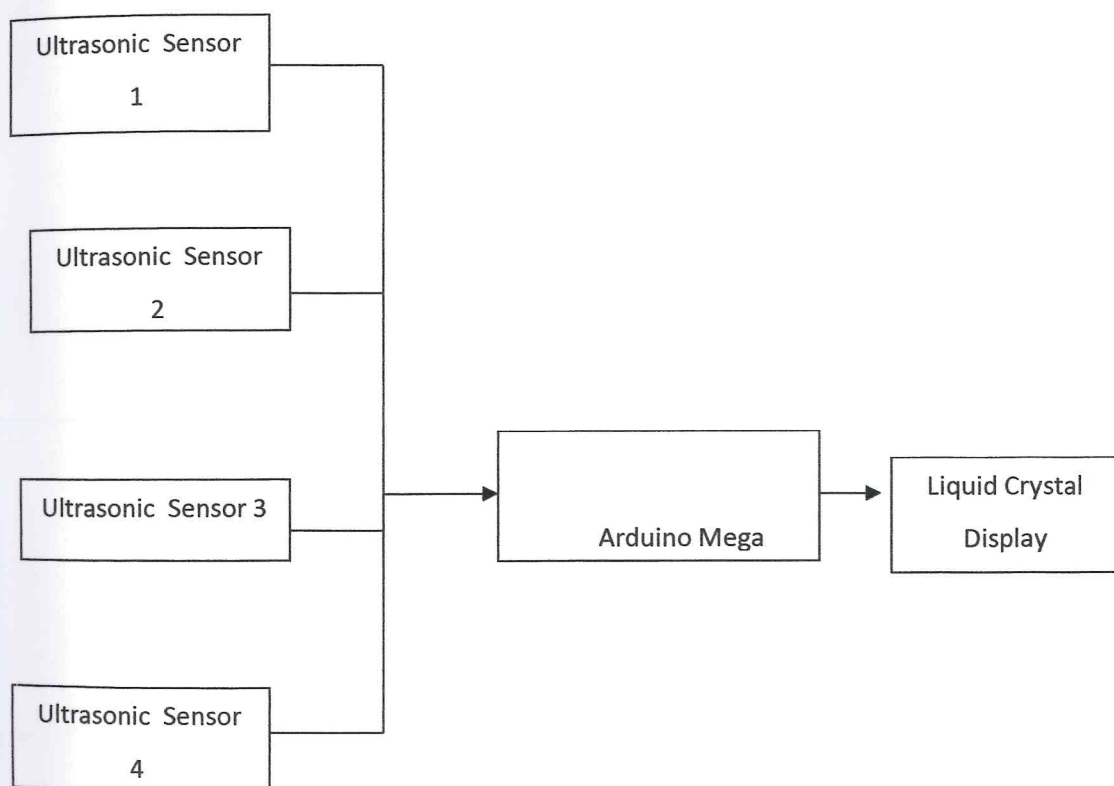 Ultrasonic Sensor
1
Ultrasonic Sensor
2
Ultrasonic Sensor 3
Arduino Mega
Liquid Crystal
Display
Ultrasonic Sensor
4